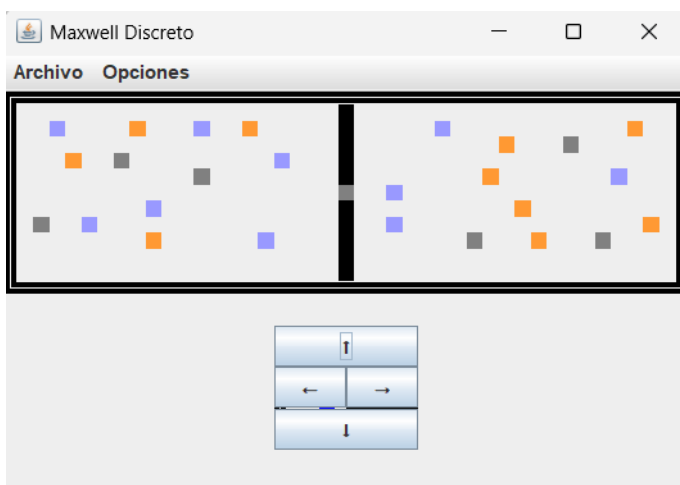 Maxwell Discreto
Archivo Opciones
↑
← →
↓